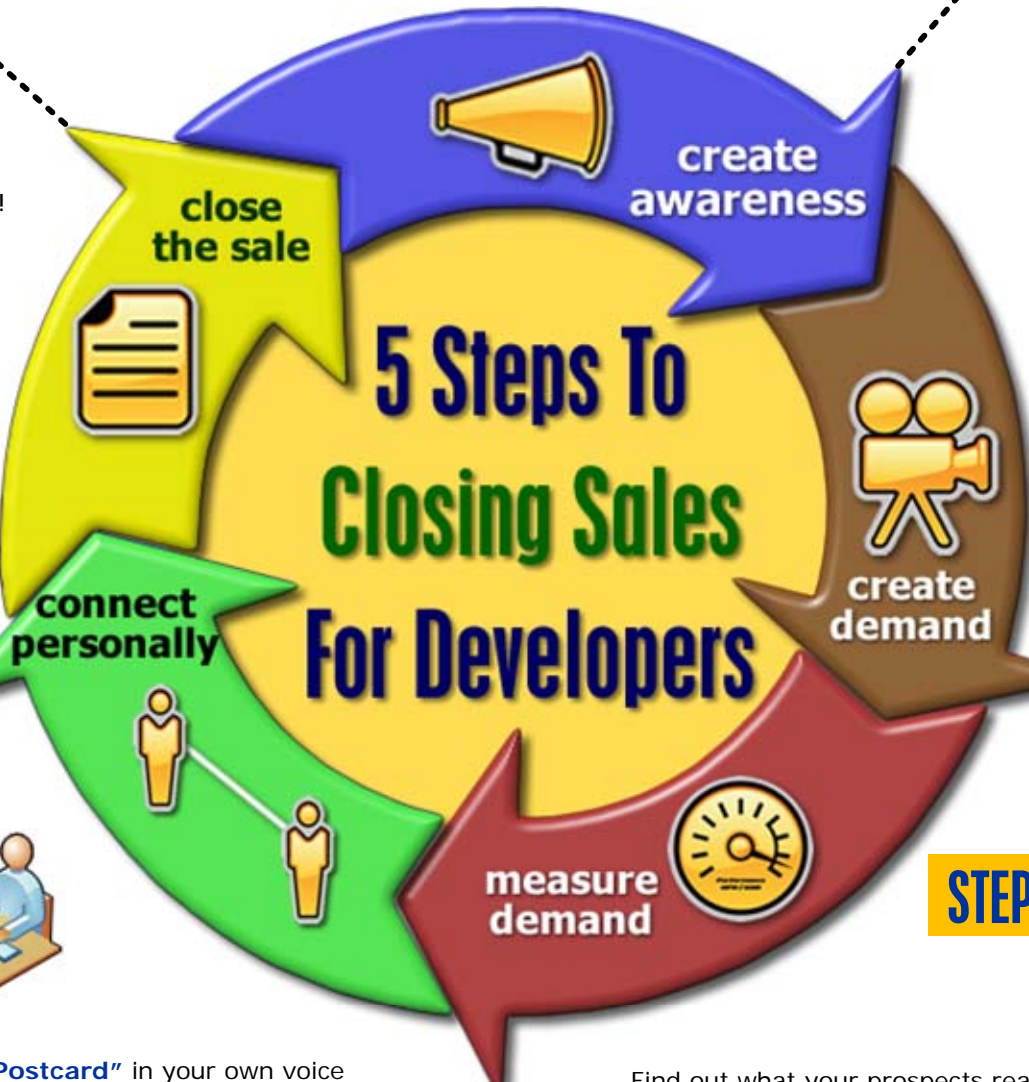 create
awareness
close
the sale
!
5 Steps To
Closing Sales
For Developers
create
demand
connect
personally
measure
demand
STEP
Postcard" in your own voice
Find out what your prospects rea